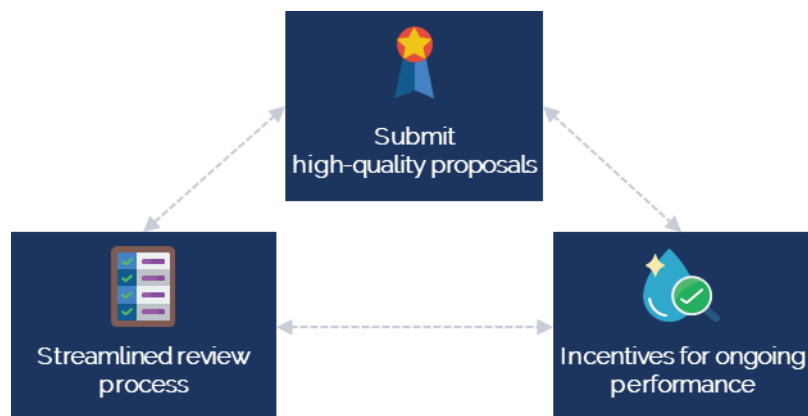 Submit
high-quality proposals
Streamlined review
process
Incentives for ongoing
performance